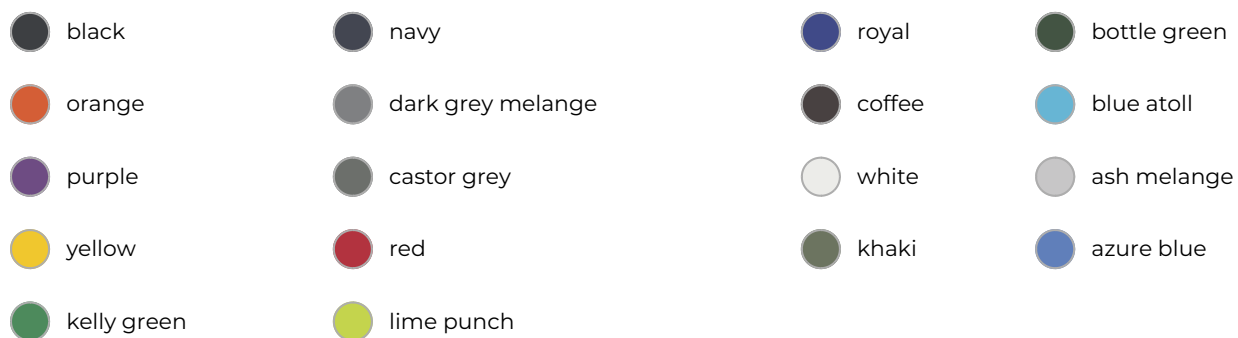 black
orange
purple
yellow
kelly green
navy
dark grey melange
castor grey
red
lime punch
royal
coffee
white
khaki
bottle green
blue atoll
ash melange
azure blue